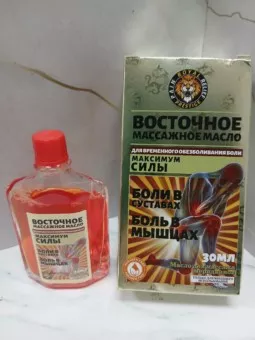 ВОСТОЧНОЕ
МАССАЖНОЕ МАСЛО
ДЛЯ ВРЕМЕННОГО ОБЕЗБОЛИВАНИЯ БОЛИ
МАКСИМУМ
СИЛЫ
БОЛИ В
СУСТАВАХ
БОЛЬ В
МЫШЦАХ
30МЛ
ВОСТОЧНОЕ
МАССАЖНОЕ МАСЛО
МАКСИМУМ
СИЛЫ
БОЛИ В
СУСТАВАХ
БОЛЬ В
МЫШЦАХ